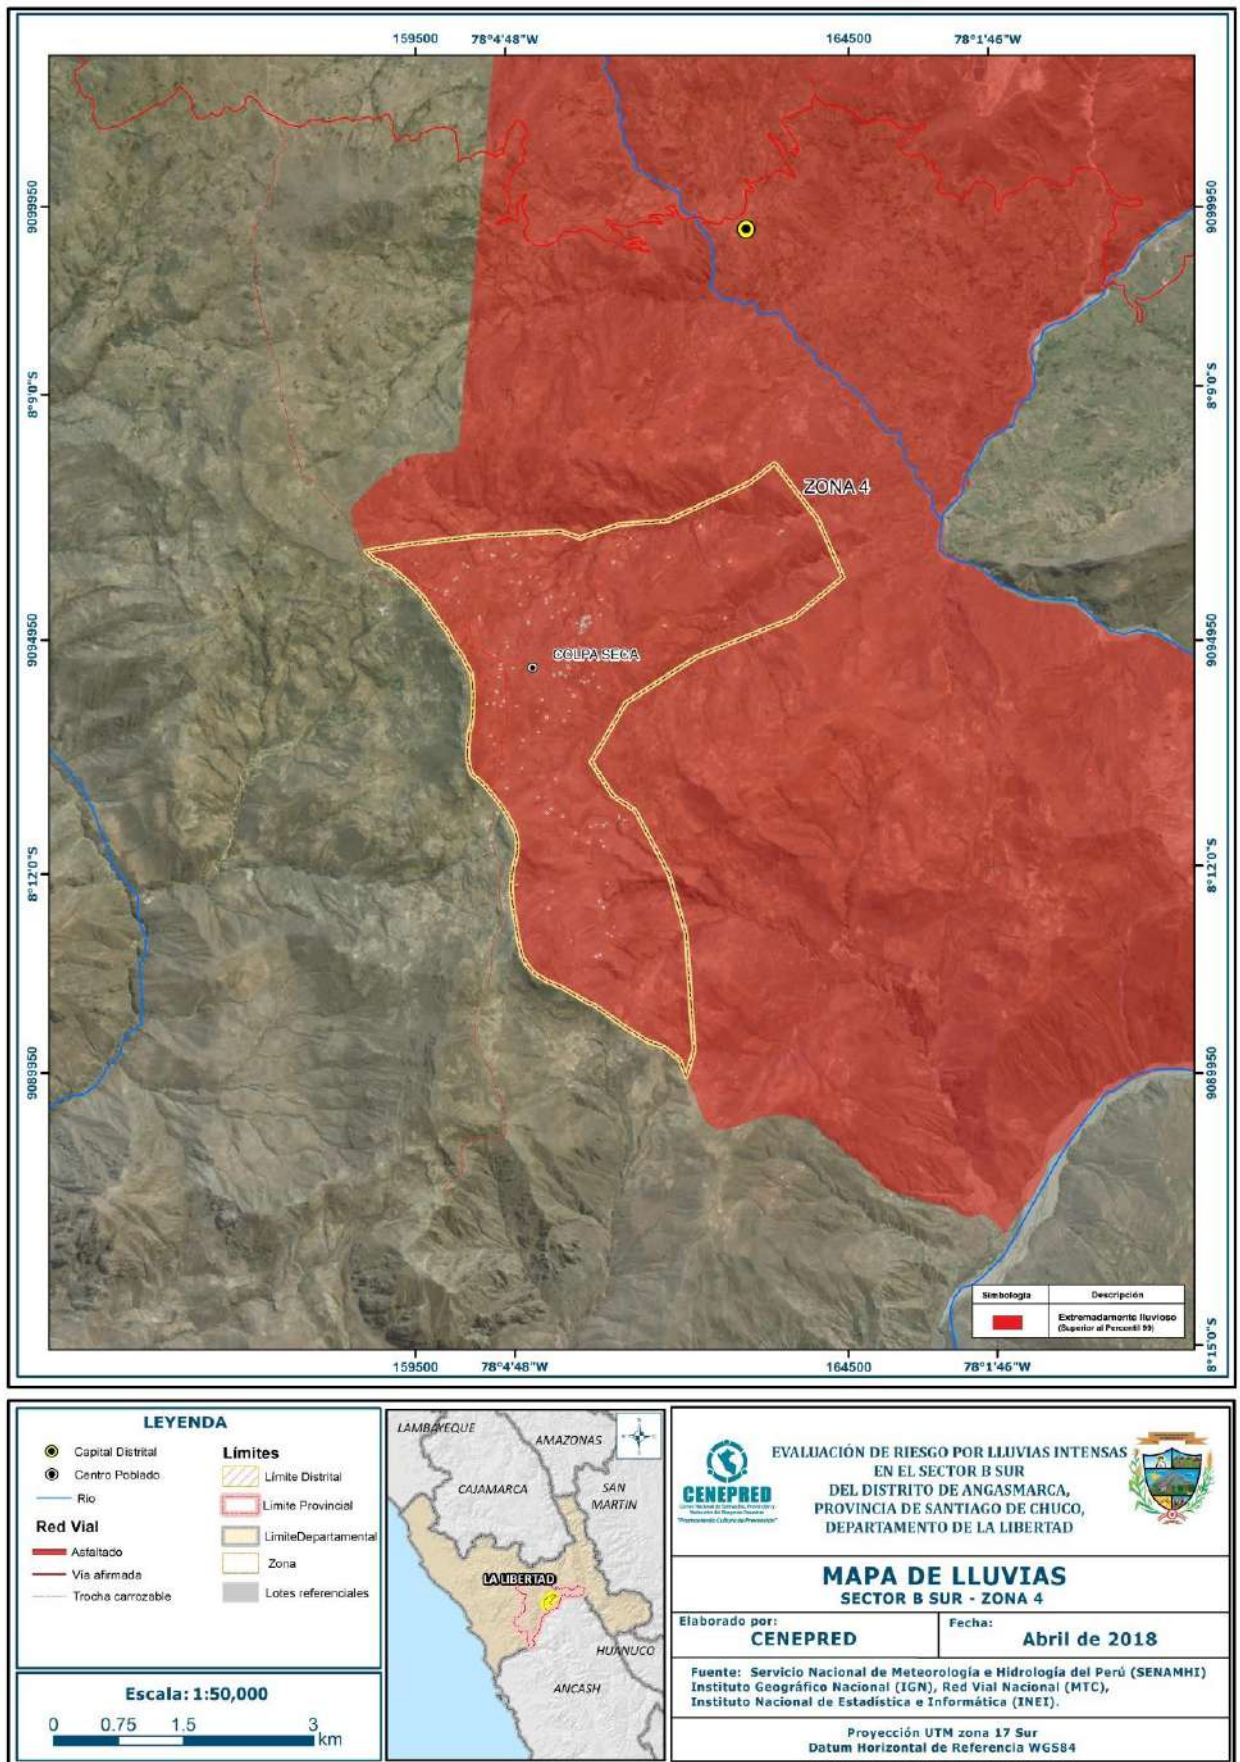 159500 78°4'48"W 164500 78°1'46"W
9099950 9099950
8°9'0"S 8°9'0"S
ZONA 4
9094950 9094950
COLPA SECA
8°12'0"S 8°12'0"S
9089950 9089950
Simbología Descripción
Extremadamente lluvioso
(Superior al Percentil 99)
8°15'0"S
159500 78°4'48"W 164500 78°1'46"W
LEYENDA
Capital Distrital
Centro Poblado
Rio
Red Vial
Asfaltado
Vía afirmada
Trocha carrozable
Límites
Límite Distrital
Límite Provincial
LímiteDepartamental
Zona
Lotes referenciales
Escala: 1:50,000
0 0.75 1.5 3
km
LAMBAYEQUE
AMAZONAS
CAJAMARCA
SAN
MARTIN
LA LIBERTAD
HUANUCO
ANCASH
CENEPRED
EVALUACIÓN DE RIESGO POR LLUVIAS INTENSAS
EN EL SECTOR B SUR
DEL DISTRITO DE ANGASMARCA,
PROVINCIA DE SANTIAGO DE CHUCO,
DEPARTAMENTO DE LA LIBERTAD
MAPA DE LLUVIAS
SECTOR B SUR - ZONA 4
Elaborado por:
CENEPRED
Fecha:
Abril de 2018
Fuente: Servicio Nacional de Meteorología e Hidrología del Perú (SENAMHI)
Instituto Geográfico Nacional (IGN), Red Vial Nacional (MTC),
Instituto Nacional de Estadística e Informática (INEI).
Proyección UTM zona 17 Sur
Datum Horizontal de Referencia WGS84